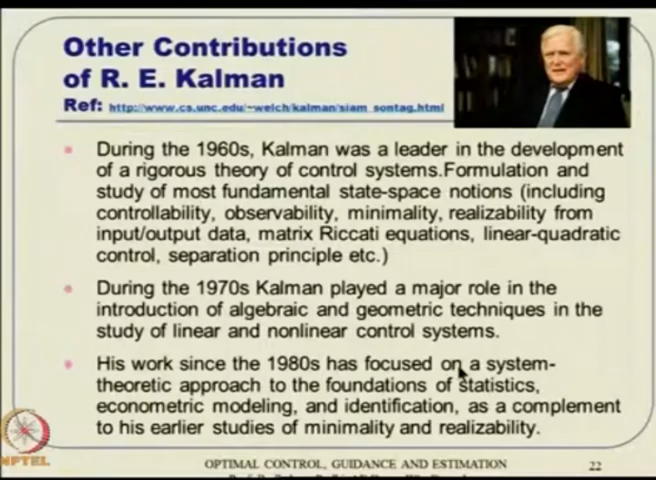 Other Contributions
of R. E. Kalman
Ref: http://www.cs.unc.edu/~welch/kalman/siam_sontag.html
During the 1960s, Kalman was a leader in the development
of a rigorous theory of control systems.Formulation and
study of most fundamental state-space notions (including
controllability, observability, minimality, realizability from
input/output data, matrix Riccati equations, linear-quadratic
control, separation principle etc.)
During the 1970s Kalman played a major role in the
introduction of algebraic and geometric techniques in the
study of linear and nonlinear control systems.
His work since the 1980s has focused on a system-
theoretic approach to the foundations of statistics,
econometric modeling, and identification, as a complement
to his earlier studies of minimality and realizability.
NPTEL
OPTIMAL CONTROL, GUIDANCE AND ESTIMATION
22